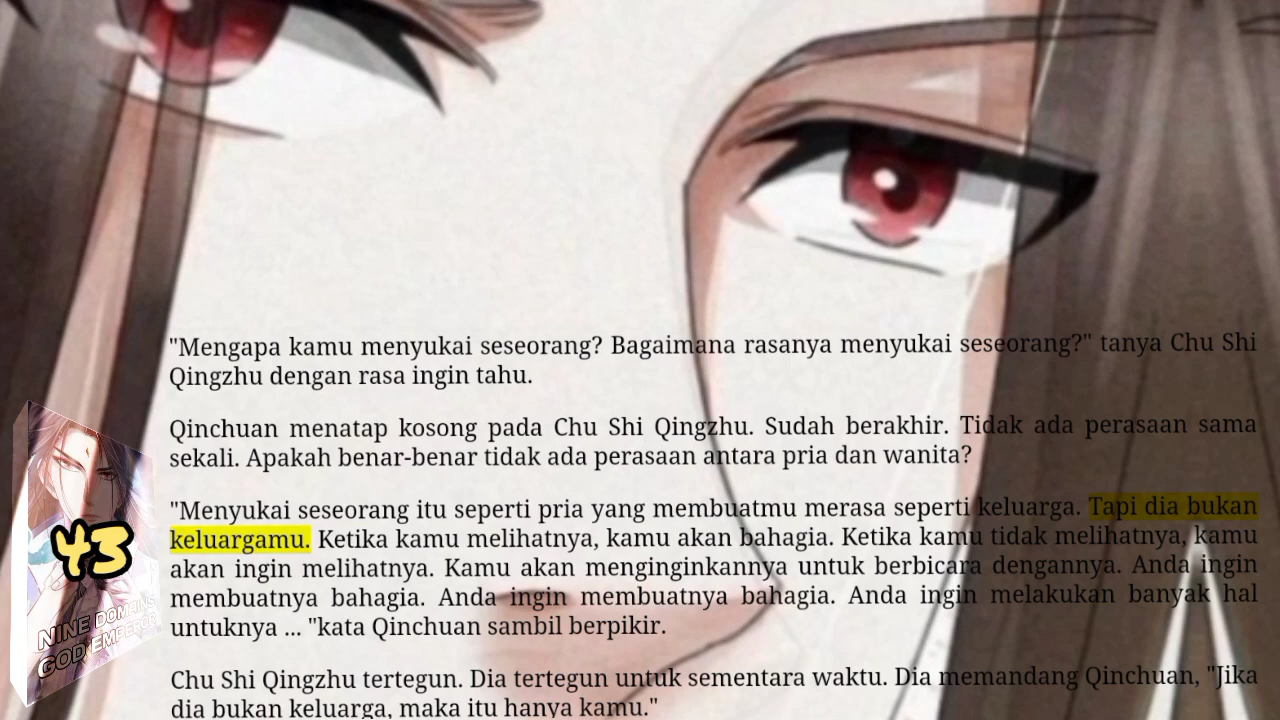 "Mengapa kamu menyukai seseorang? Bagaimana rasanya menyukai seseorang?" tanya Chu Shi
Qingzhu dengan rasa ingin tahu.
Qinchuan menatap kosong pada Chu Shi Qingzhu. Sudah berakhir. Tidak ada perasaan sama
sekali. Apakah benar-benar tidak ada perasaan antara pria dan wanita?
"Menyukai seseorang itu seperti pria yang membuatmu merasa seperti keluarga. Tapi dia bukan
keluargamu. Ketika kamu melihatnya, kamu akan bahagia. Ketika kamu tidak melihatnya, kamu
akan ingin melihatnya. Kamu akan menginginkannya untuk berbicara dengannya. Anda ingin
membuatnya bahagia. Anda ingin membuatnya bahagia. Anda ingin melakukan banyak hal
untuknya ... "kata Qinchuan sambil berpikir.
Chu Shi Qingzhu tertegun. Dia tertegun untuk sementara waktu. Dia memandang Qinchuan, "Jika
dia bukan keluarga, maka itu hanya kamu."
43
NINE DOMAINS
GOD EMPEROR